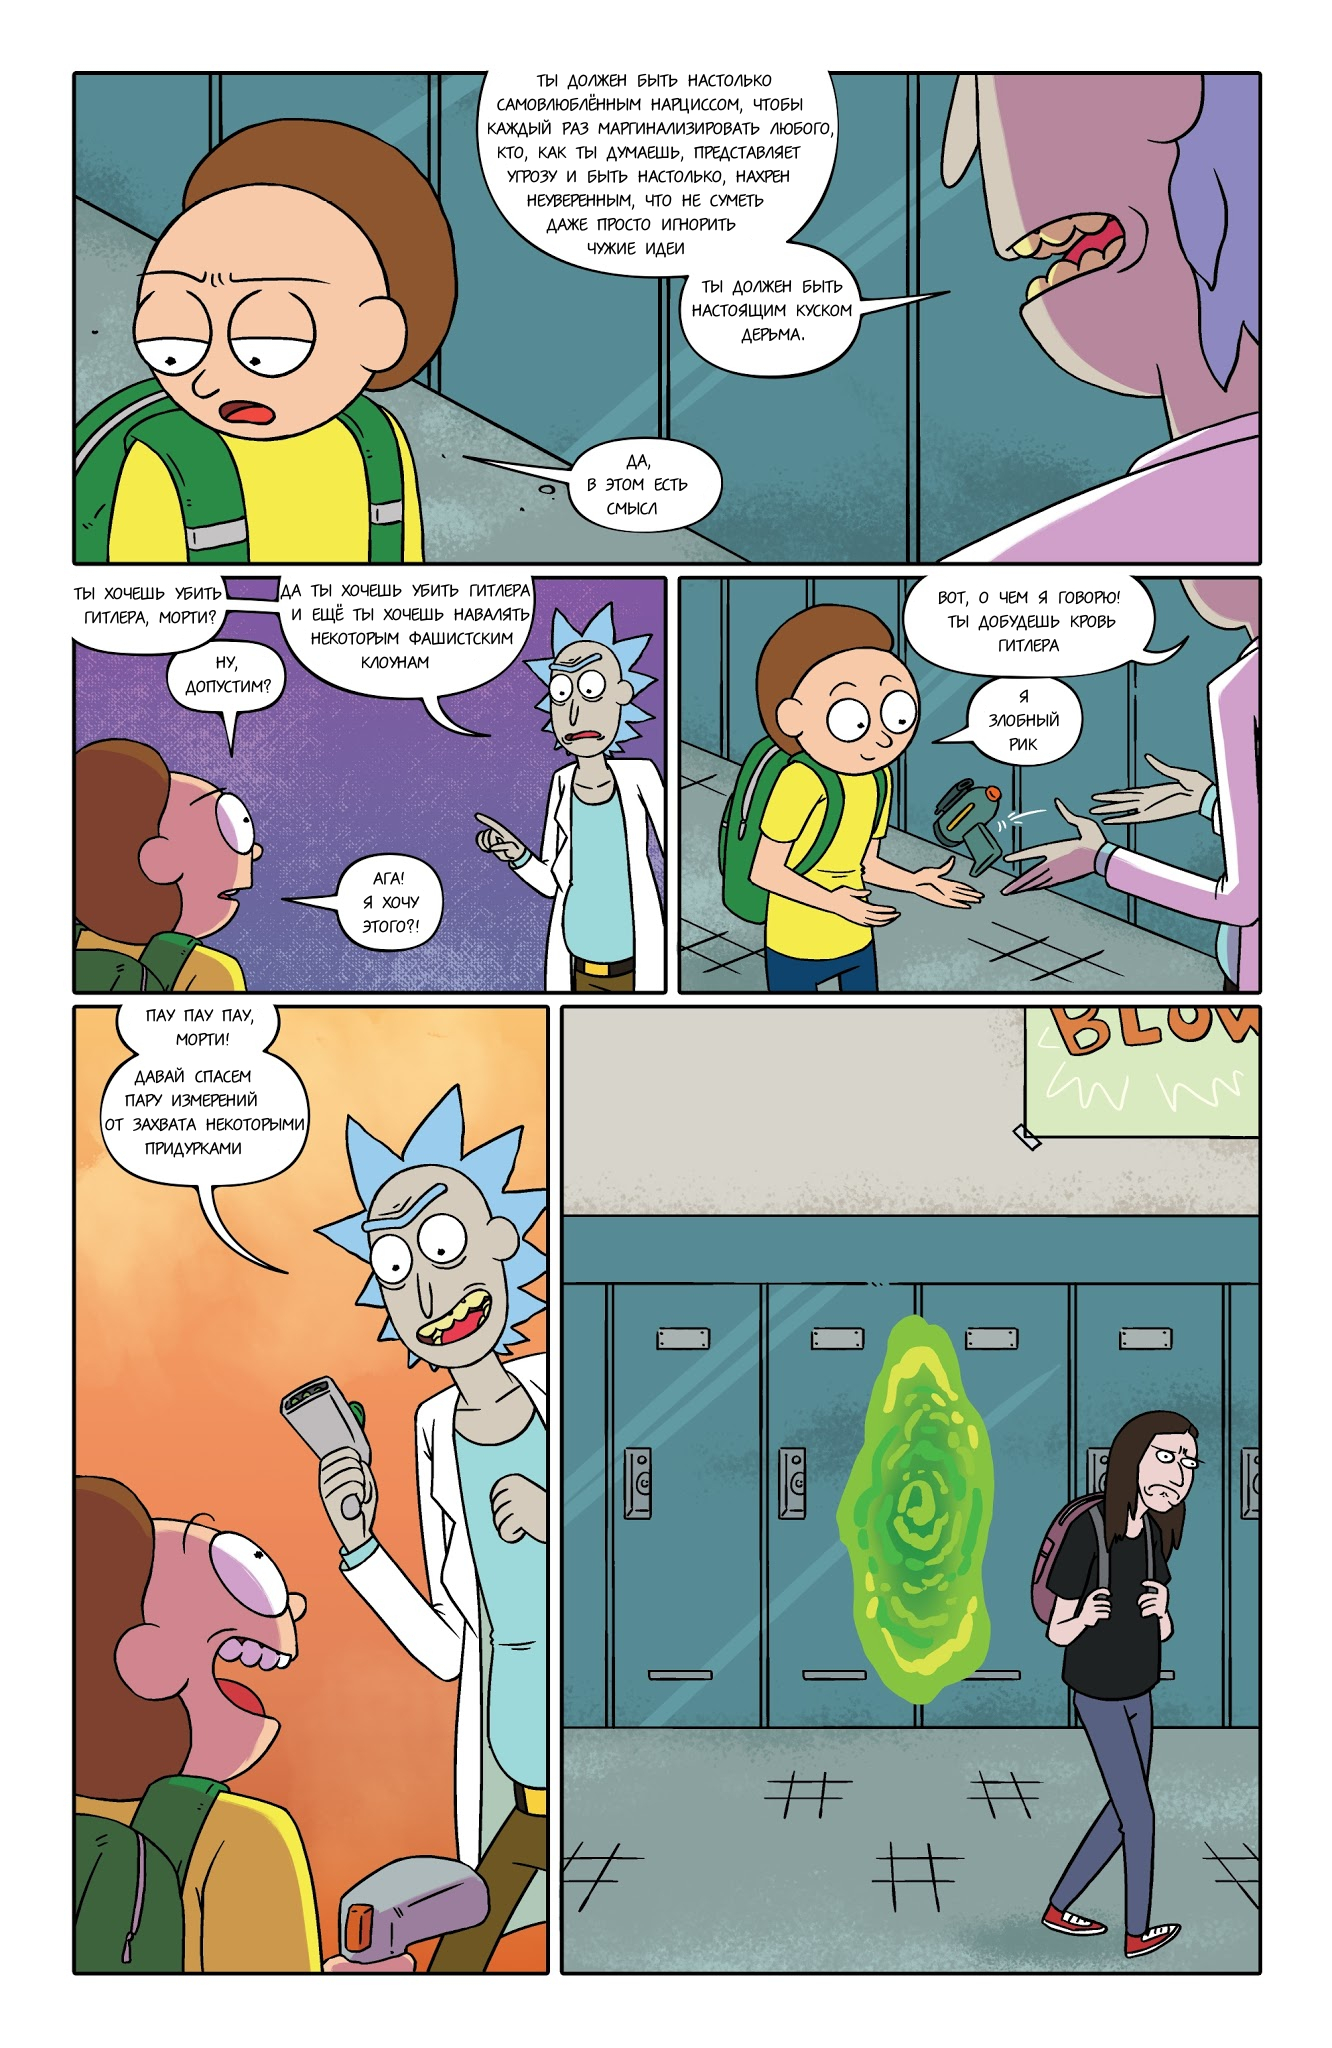 ТЫ ДОЛЖЕН БЫТЬ НАСТОЛЬКО
САМОВЛЮБЛЁННЫМ НАРЦИССОМ, ЧТОБЫ
КАЖДЫЙ РАЗ МАРГИНАЛИЗИРОВАТЬ ЛЮБОГО,
КТО, КАК ТЫ ДУМАЕШЬ, ПРЕДСТАВЛЯЕТ
УГРОЗУ И БЫТЬ НАСТОЛЬКО, НАХРЕН
НЕУВЕРЕННЫМ, ЧТО НЕ СУМЕТЬ
ДАЖЕ ПРОСТО ИГНОРИТЬ
ЧУЖИЕ ИДЕИ
ТЫ ДОЛЖЕН БЫТЬ
НАСТОЯЩИМ КУСКОМ
ДЕРЬМА.
ДА,
В ЭТОМ ЕСТЬ
СМЫСЛ
ТЫ ХОЧЕШЬ УБИТЬ
ГИТЛЕРА, МОРТИ?
НУ,
ДОПУСТИМ?
ДА ТЫ ХОЧЕШЬ УБИТЬ ГИТЛЕРА
И ЕЩЁ ТЫ ХОЧЕШЬ НАВАЛЯТЬ
НЕКОТОРЫМ ФАШИСТСКИМ
КЛОУНАМ
АГА!
Я ХОЧУ
ЭТОГО?!
ВОТ, О ЧЕМ Я ГОВОРЮ!
ТЫ ДОБУДЕШЬ КРОВЬ
ГИТЛЕРА
Я
ЗЛОБНЫЙ
РИК
ПАУ ПАУ ПАУ,
МОРТИ!
ДАВАЙ СПАСЕМ
ПАРУ ИЗМЕРЕНИЙ
ОТ ЗАХВАТА НЕКОТОРЫМИ
ПРИДУРКАМИ
BLOW